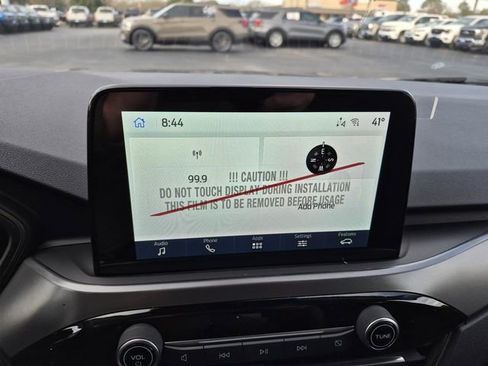 8:44
41°
99.9
!!! CAUTION !!!
DO NOT TOUCH DISPLAY DURING INSTALLATION
THIS FILM IS TO BE REMOVED BEFORE USAGE
Add Phone
Audio
Phone
Apps
Settings
Features
VOL
TUNE